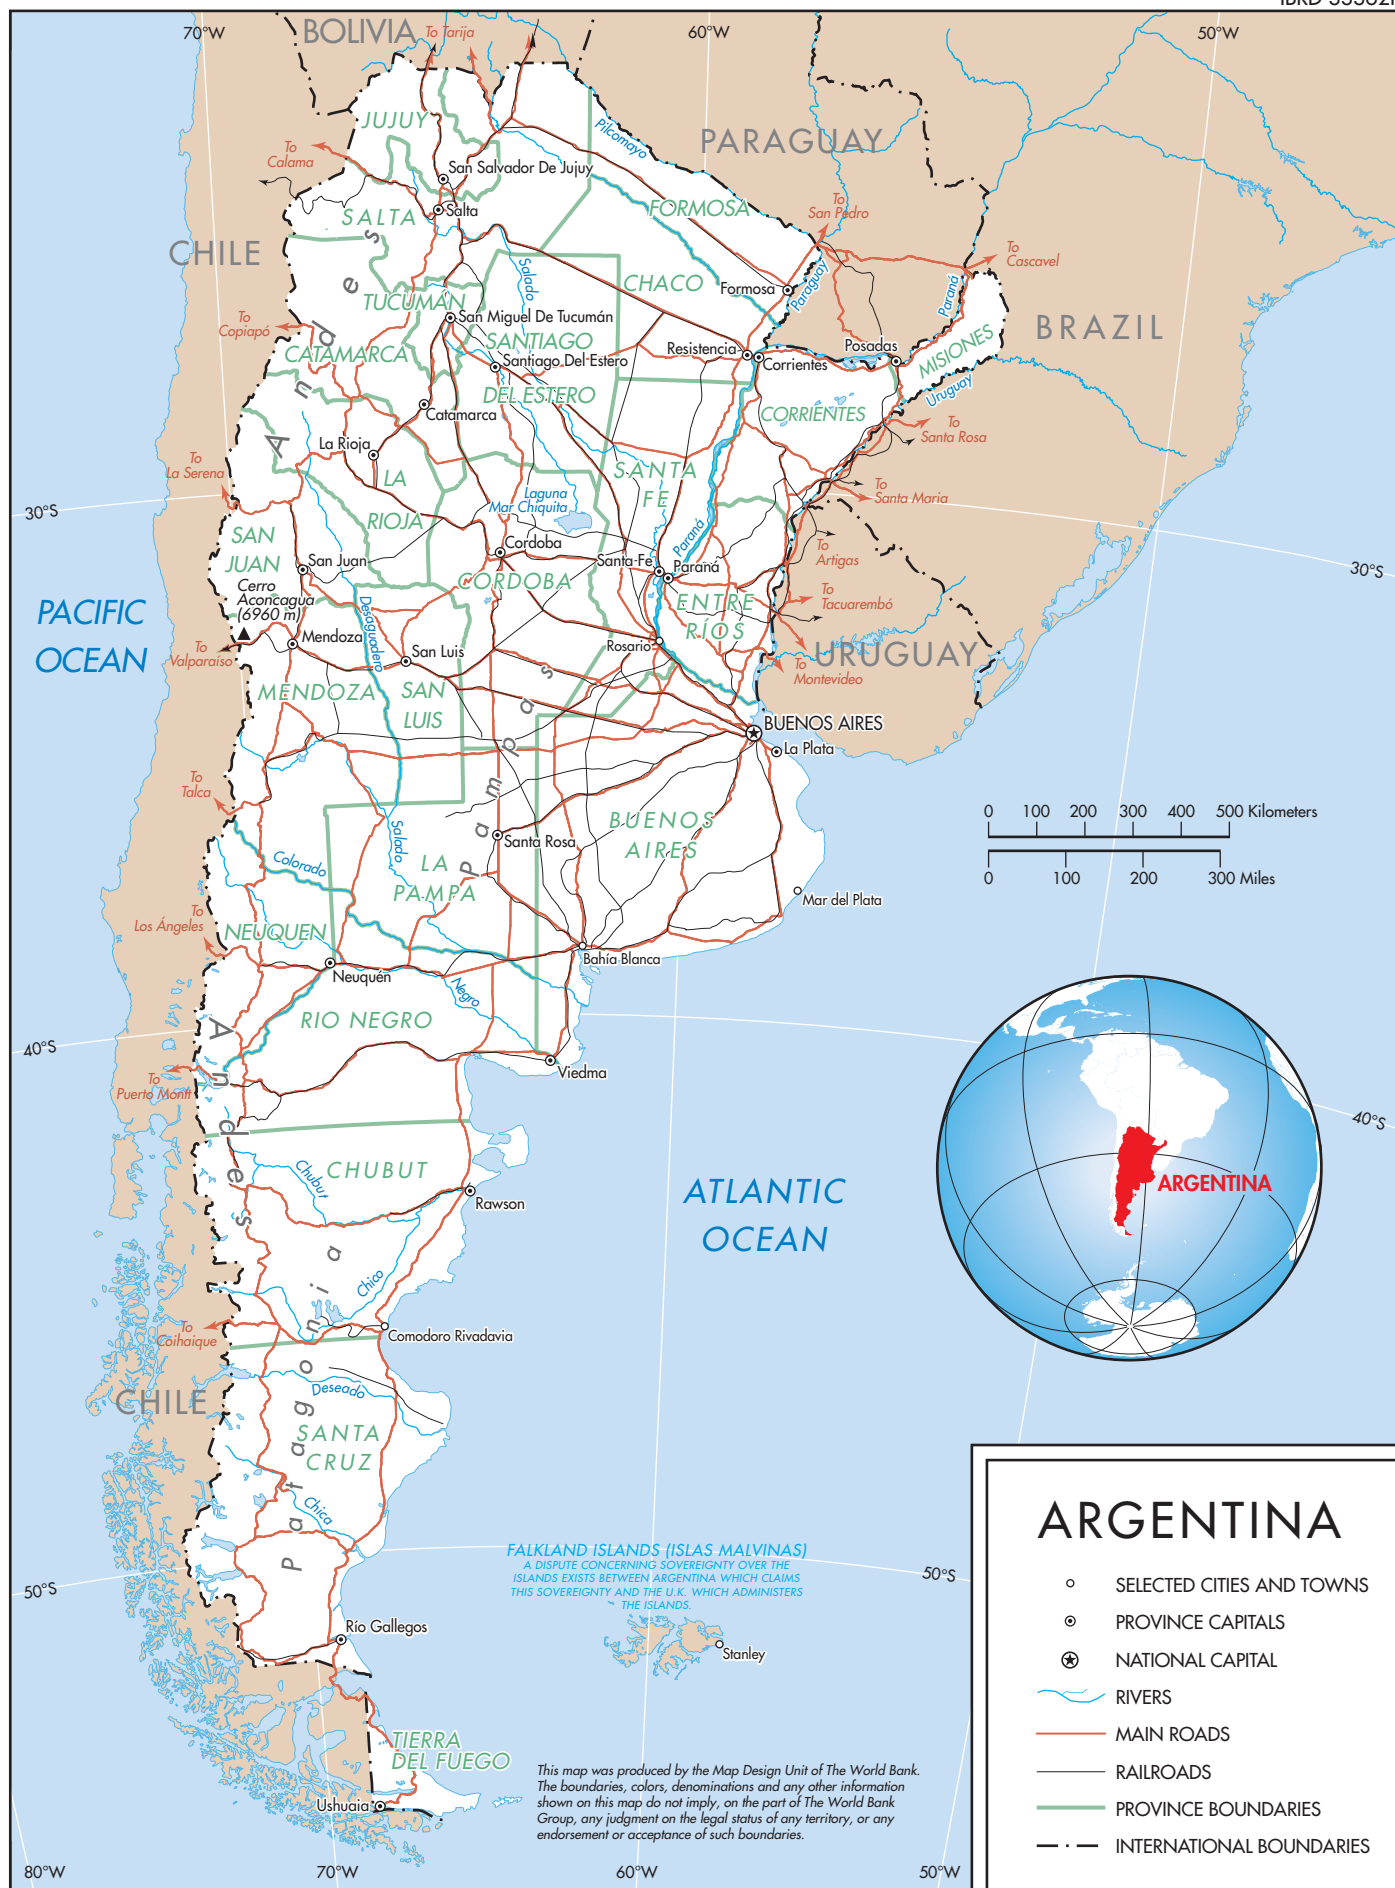 70°W
60°W
50°W
BOLIVIA
To Tarija
JUJUY
Pilcomayo
PARAGUAY
To
Calama
San Salvador De Jujuy
SALTA
Salta
FORMOSA
To
San Pedro
CHILE
To
Cascavel
Salado
CHACO
Formosa
Paraguay
Paraná
TUCUMÁN
San Miguel De Tucumán
To
Copiapó
BRAZIL
CATAMARCA
SANTIAGO
DEL ESTERO
Santiago Del Estero
Resistencia
Corrientes
Posadas
MISIONES
Uruguay
Catamarca
CORRIENTES
Andes
La Rioja
To
Santa Rosa
To
La Serena
LA
RIOJA
SANTA
FE
Laguna
Mar Chiquita
To
Santa Maria
30°S
SAN
JUAN
San Juan
Cordoba
Santa-Fe
Paraná
Paraná
To
Artigas
30°S
Cerro
Aconcagua
(6960 m)
CORDOBA
ENTRE
RÍOS
To
Tacuarembó
PACIFIC
OCEAN
Desaguadero
Mendoza
San Luis
Rosario
To
Valparaíso
URUGUAY
To
Montevideo
MENDOZA
SAN
LUIS
Pampas
BUENOS AIRES
La Plata
To
Talca
Salado
BUENOS
AIRES
0 100 200 300 400 500 Kilometers
0 100 200 300 Miles
Colorado
Santa Rosa
LA
PAMPA
Mar del Plata
To
Los Ángeles
NEUQUEN
Neuquén
Bahía Blanca
Negro
RIO NEGRO
40°S
Viedma
To
Puerto Montt
Andes
40°S
CHUBUT
Chubut
Rawson
ATLANTIC
OCEAN
ARGENTINA
Chico
To
Coihaique
Comodoro Rivadavia
Patagonia
CHILE
Deseado
SANTA
CRUZ
Chica
50°S
FALKLAND ISLANDS (ISLAS MALVINAS)
A DISPUTE CONCERNING SOVEREIGNTY OVER THE
ISLANDS EXISTS BETWEEN ARGENTINA WHICH CLAIMS
THIS SOVEREIGNTY AND THE U.K. WHICH ADMINISTERS
THE ISLANDS.
50°S
Río Gallegos
Stanley
TIERRA
DEL FUEGO
Ushuaia
This map was produced by the Map Design Unit of The World Bank.
The boundaries, colors, denominations and any other information
shown on this map do not imply, on the part of The World Bank
Group, any judgment on the legal status of any territory, or any
endorsement or acceptance of such boundaries.
80°W
70°W
60°W
50°W
ARGENTINA
SELECTED CITIES AND TOWNS
PROVINCE CAPITALS
NATIONAL CAPITAL
RIVERS
MAIN ROADS
RAILROADS
PROVINCE BOUNDARIES
INTERNATIONAL BOUNDARIES